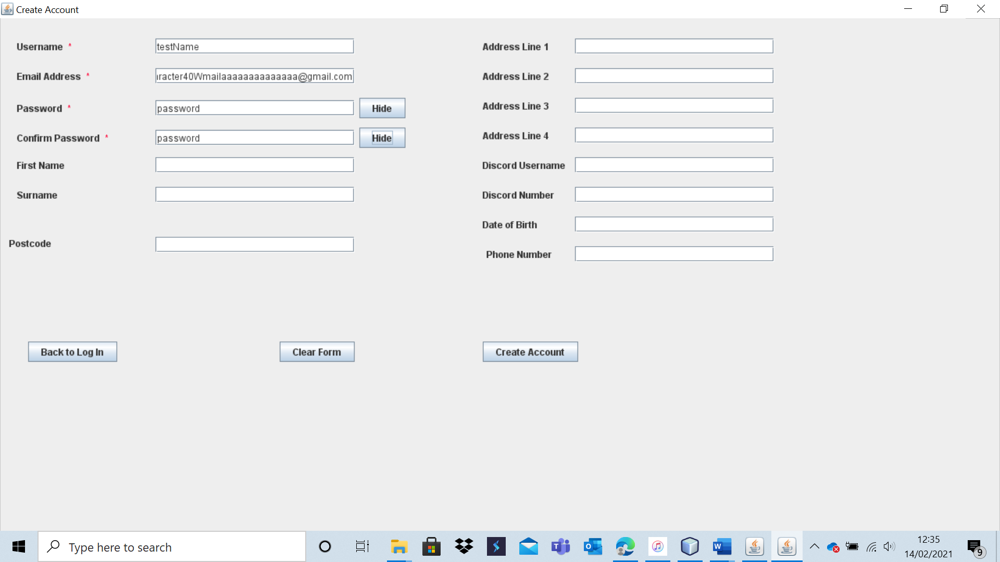 Create Account
Username *
testName
Email Address *
racter40Wmailaaaaaaaaaaaaaa@gmail.com
Password *
password
Hide
Confirm Password *
password
Hide
First Name
Surname
Postcode
Address Line 1
Address Line 2
Address Line 3
Address Line 4
Discord Username
Discord Number
Date of Birth
Phone Number
Back to Log In
Clear Form
Create Account
Type here to search
12:35
14/02/2021
9